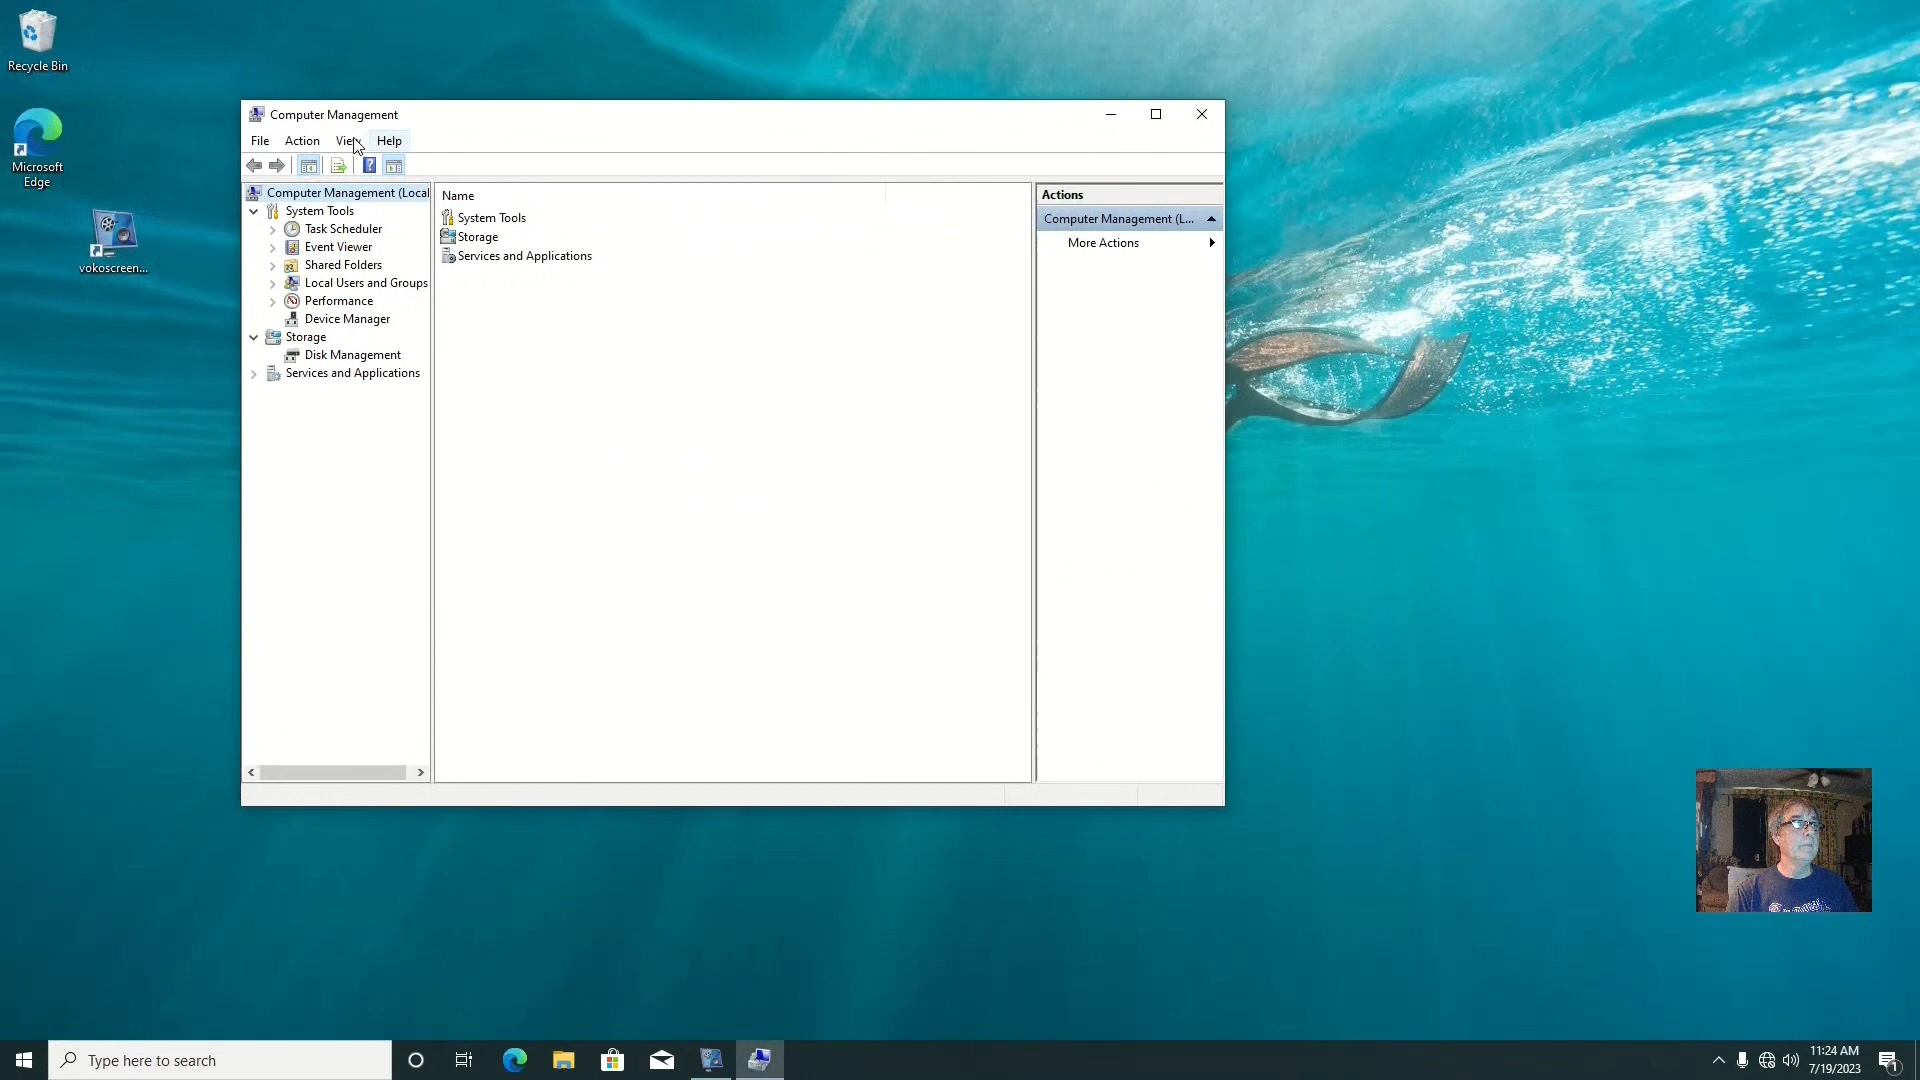 Recycle Bin
Microsoft
Edge
vokoscreen...
Computer Management
File Action View Help
Computer Management (Local
System Tools
Task Scheduler
Event Viewer
Shared Folders
Local Users and Groups
Performance
Device Manager
Storage
Disk Management
Services and Applications
Name
System Tools
Storage
Services and Applications
Actions
Computer Management (L...
More Actions
Type here to search
11:24 AM
7/19/2023
1